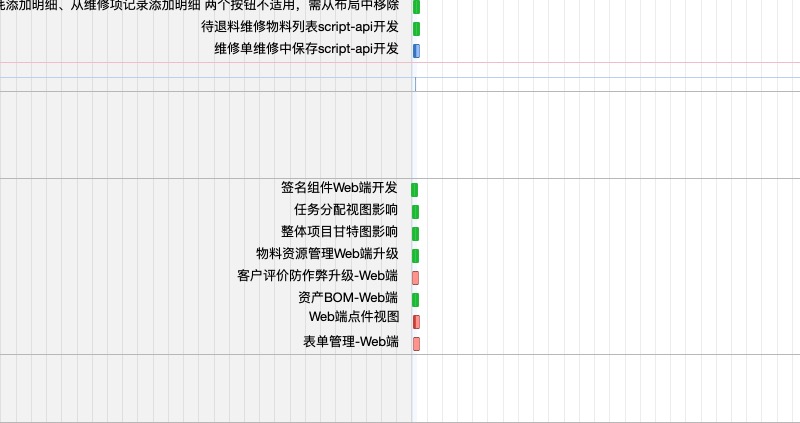 添加明细、从维修项记录添加明细 两个按钮不适用，需从布局中移除
待退料维修物料列表script-api开发
维修单维修中保存script-api开发
签名组件Web端开发
任务分配视图影响
整体项目甘特图影响
物料资源管理Web端升级
客户评价防作弊升级-Web端
资产BOM-Web端
Web端点件视图
表单管理-Web端